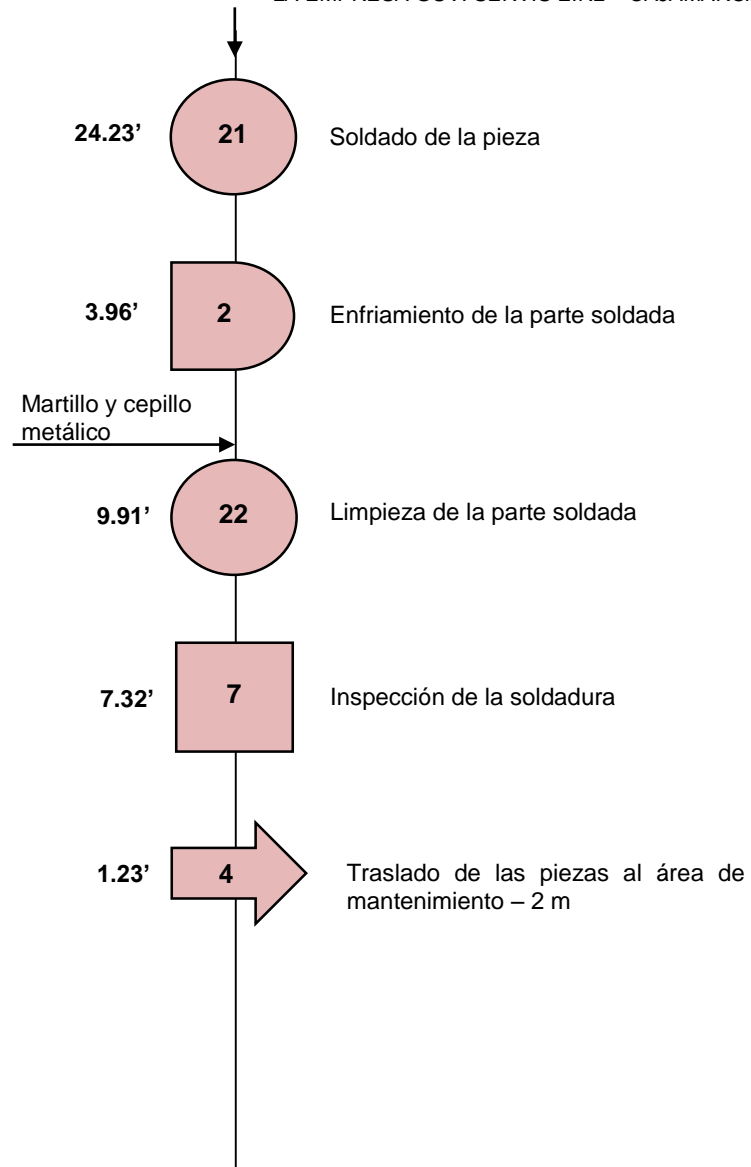 24.23’
21
Soldado de la pieza
3.96’
2
Enfriamiento de la parte soldada
Martillo y cepillo
metálico
9.91’
22
Limpieza de la parte soldada
7.32’
7
Inspección de la soldadura
1.23’
4
Traslado de las piezas al área de
mantenimiento – 2 m